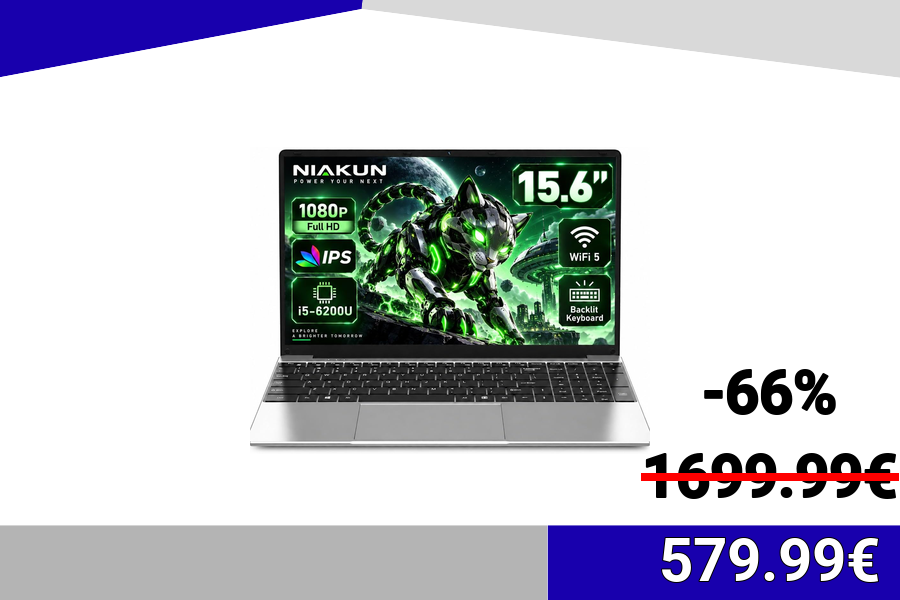 NIAKUN
POWER YOUR NEXT
15.6”
1080P
Full HD
IPS
WiFi 5
i5-6200U
Backlit
Keyboard
EXPLORE
A BRIGHTER TOMORROW
-66%
1699.99€
579.99€